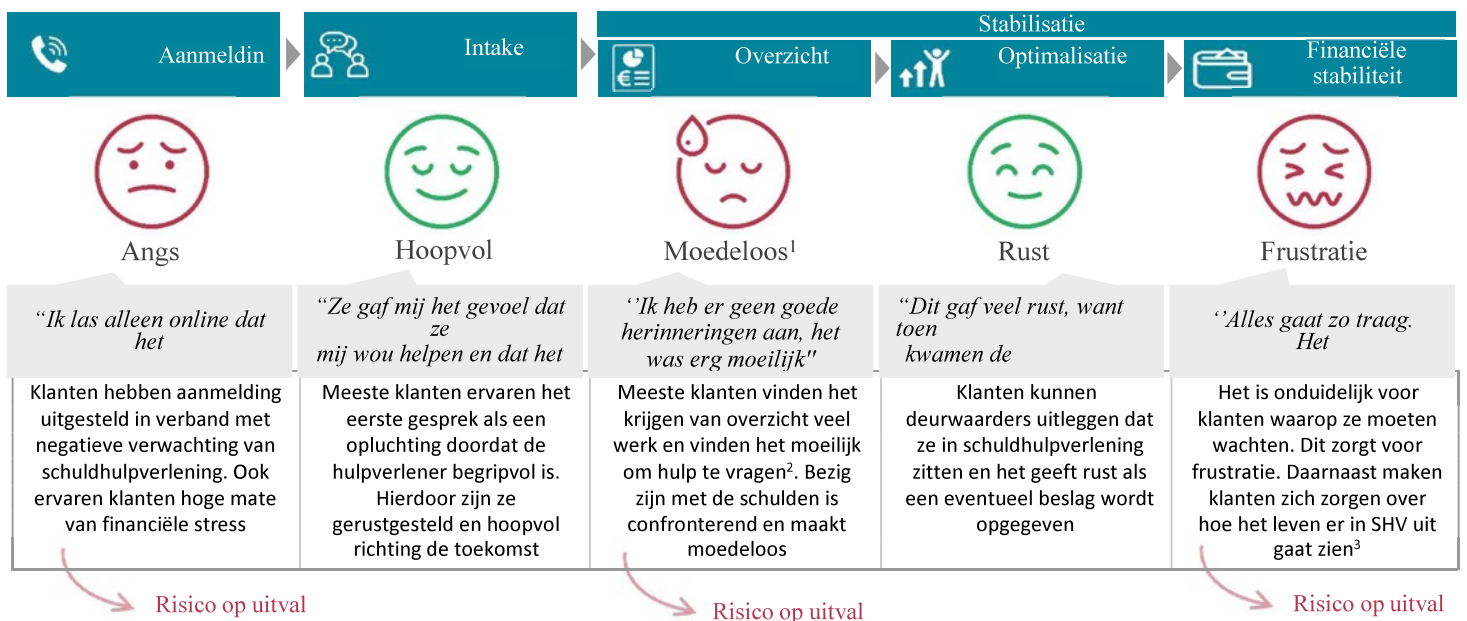 Stabilisatie
Aanmeldin
Intake
Overzicht
Optimalisatie
Financiële
stabiliteit
Angs
Hoopvol
Moedeloos¹
Rust
Frustratie
“Ik las alleen online dat
het
“Ze gaf mij het gevoel dat
ze
mij wou helpen en dat het
‘’Ik heb er geen goede
herinneringen aan, het
was erg moeilijk"
“Dit gaf veel rust, want
toen
kwamen de
‘’Alles gaat zo traag.
Het
Klanten hebben aanmelding
uitgesteld in verband met
negatieve verwachting van
schuldhulpverlening. Ook
ervaren klanten hoge mate
van financiële stress
Meeste klanten ervaren het
eerste gesprek als een
opluchting doordat de
hulpverlener begripvol is.
Hierdoor zijn ze
gerustgesteld en hoopvol
richting de toekomst
Meeste klanten vinden het
krijgen van overzicht veel
werk en vinden het moeilijk
om hulp te vragen². Bezig
zijn met de schulden is
confronterend en maakt
moedeloos
Klanten kunnen
deurwaarders uitleggen dat
ze in schuldhulpverlening
zitten en het geeft rust als
een eventueel beslag wordt
opgegeven
Het is onduidelijk voor
klanten waarop ze moeten
wachten. Dit zorgt voor
frustratie. Daarnaast maken
klanten zich zorgen over
hoe het leven er in SHV uit
gaat zien³
Risico op uitval
Risico op uitval
Risico op uitval